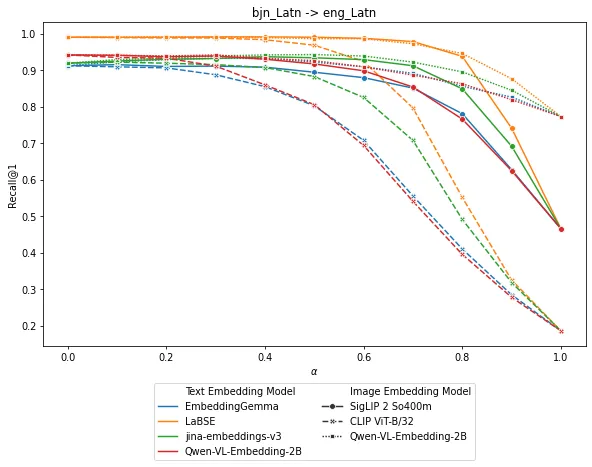 bjn_Latn -> eng_Latn
Recall@1
1.0
0.9
0.8
0.7
0.6
0.5
0.4
0.3
0.2
0.0 0.2 0.4 0.6 0.8 1.0
α
Text Embedding Model Image Embedding Model
EmbeddingGemma SigLIP 2 So400m
LaBSE CLIP ViT-B/32
jina-embeddings-v3 Qwen-VL-Embedding-2B
Qwen-VL-Embedding-2B